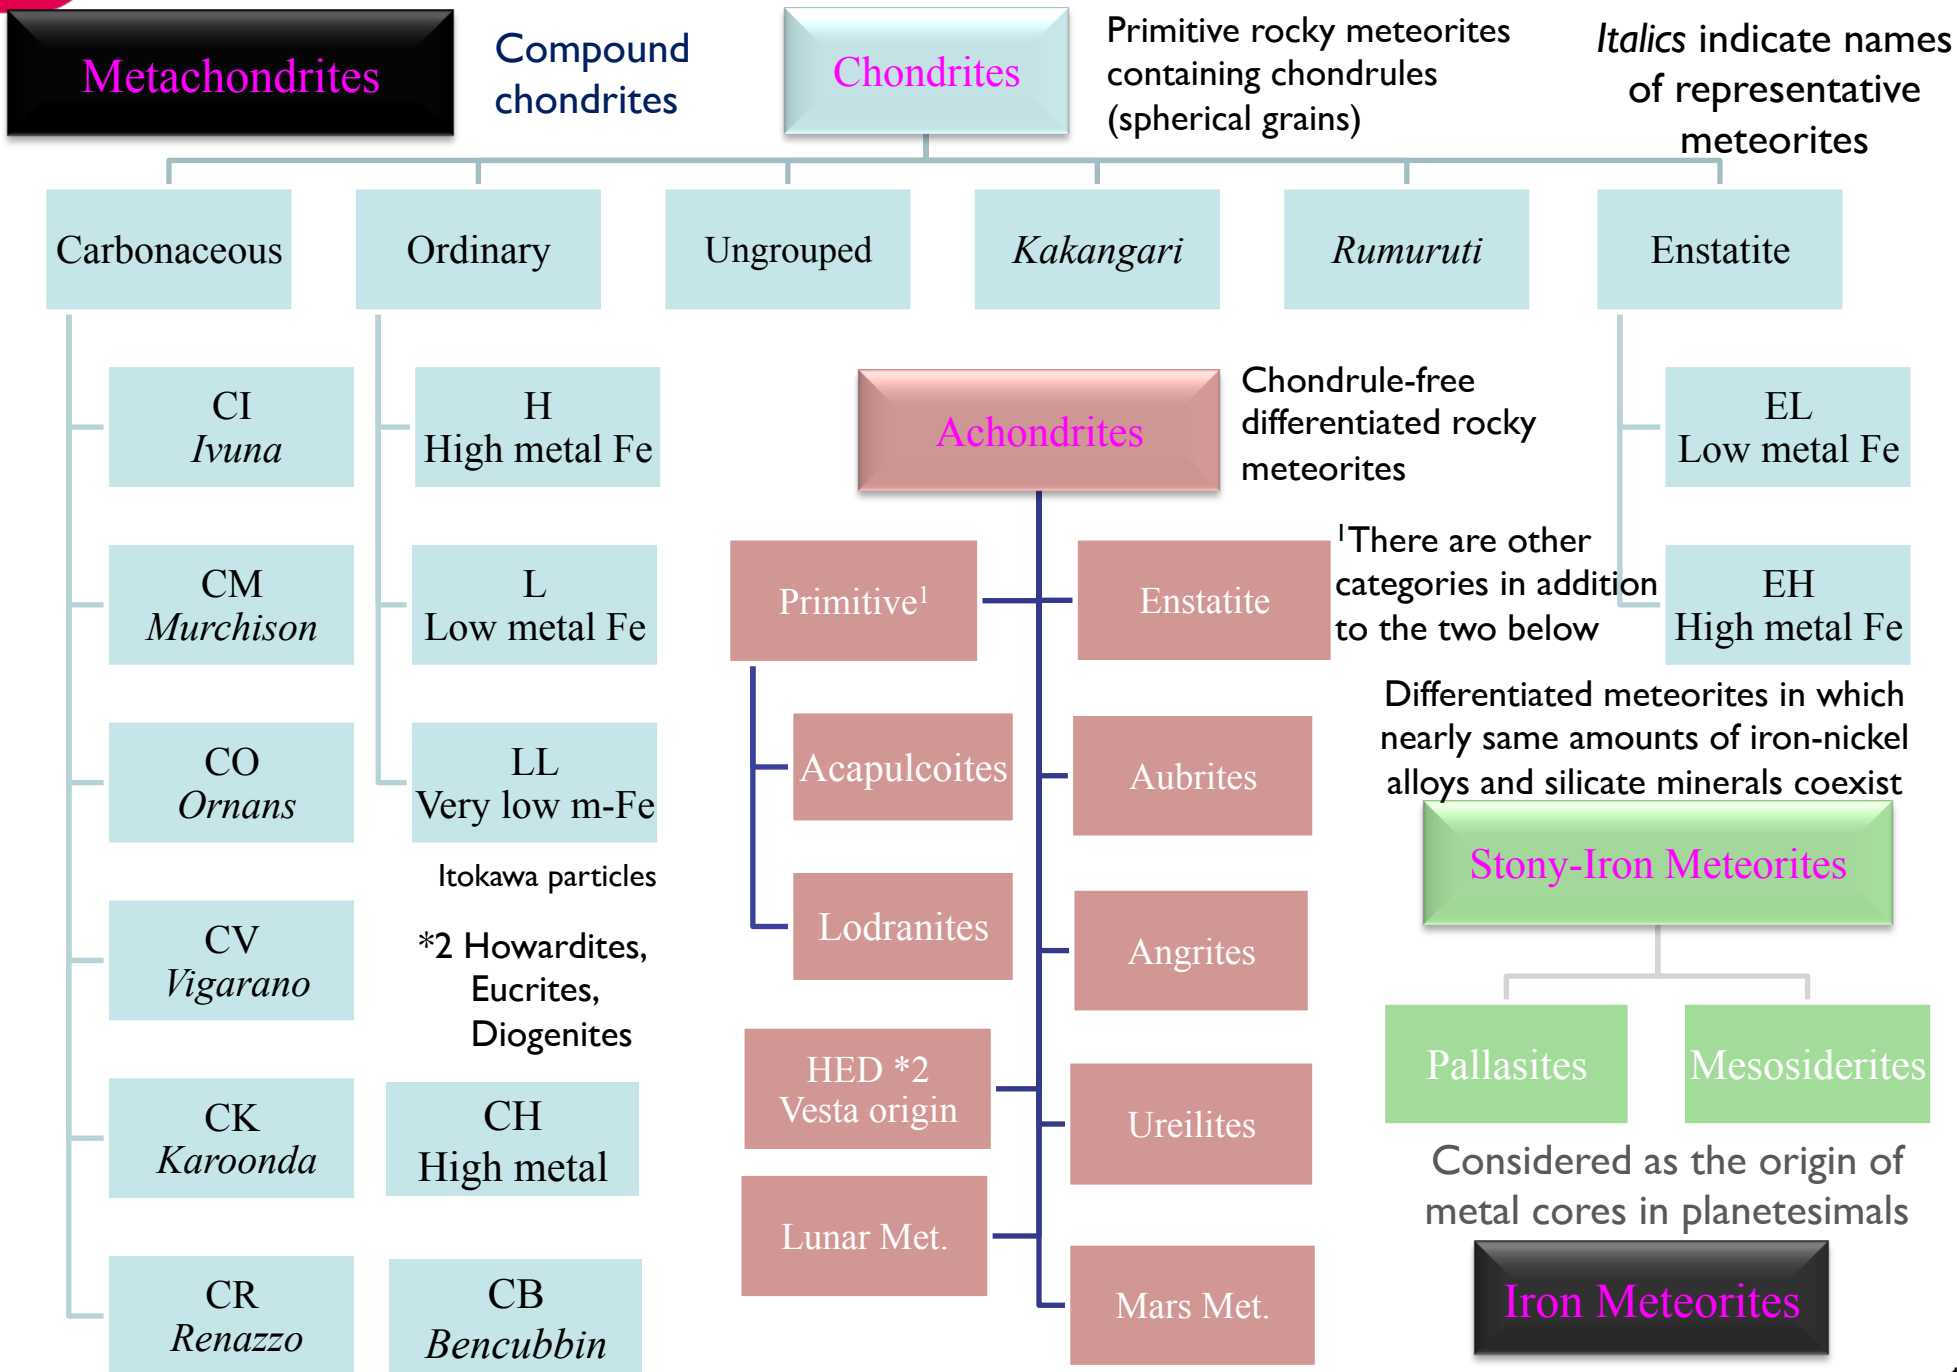 Metachondrites
Compound
chondrites
Chondrites
Primitive rocky meteorites
containing chondrules
(spherical grains)
Italics indicate names
of representative
meteorites
Carbonaceous
Ordinary
Ungrouped
Kakangari
Rumuruti
Enstatite
CI
Ivuna
CM
Murchison
CO
Ornans
CV
Vigarano
CK
Karoonda
CR
Renazzo
H
High metal Fe
L
Low metal Fe
LL
Very low m-Fe
Itokawa particles
*2 Howardites,
Eucrites,
Diogenites
CH
High metal
CB
Bencubbin
Achondrites
Chondrule-free
differentiated rocky
meteorites
Primitive¹
Acapulcoites
Lodranites
HED *2
Vesta origin
Lunar Met.
Enstatite
Aubrites
Angrites
Ureilites
Mars Met.
¹There are other
categories in addition
to the two below
EL
Low metal Fe
EH
High metal Fe
Differentiated meteorites in which
nearly same amounts of iron-nickel
alloys and silicate minerals coexist
Stony-Iron Meteorites
Pallasites
Mesosiderites
Considered as the origin of
metal cores in planetesimals
Iron Meteorites